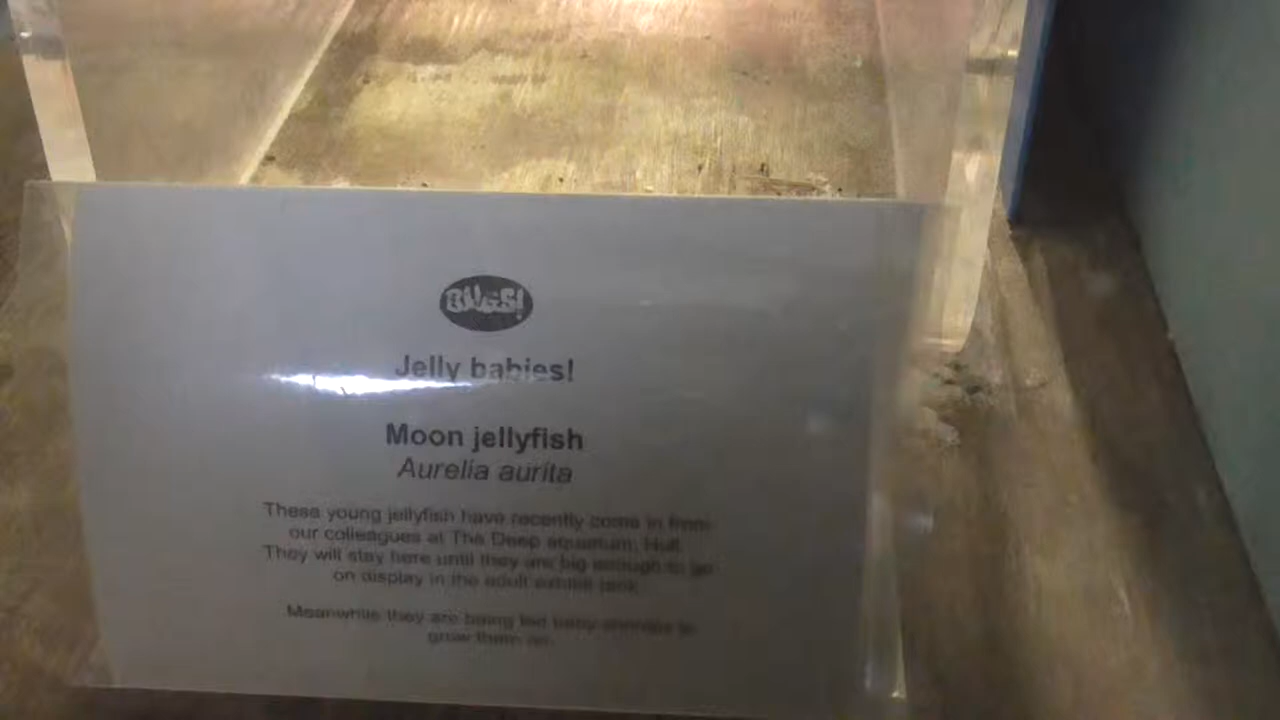 BUGS!
Jelly babies!
Moon jellyfish
Aurelia aurita
These young jellyfish have recently come in from
our colleagues at The Deep aquarium, Hull.
They will stay here until they are big enough to go
on display in the adult exhibit tank.
Meanwhile they are being fed baby shrimps to
grow them on.